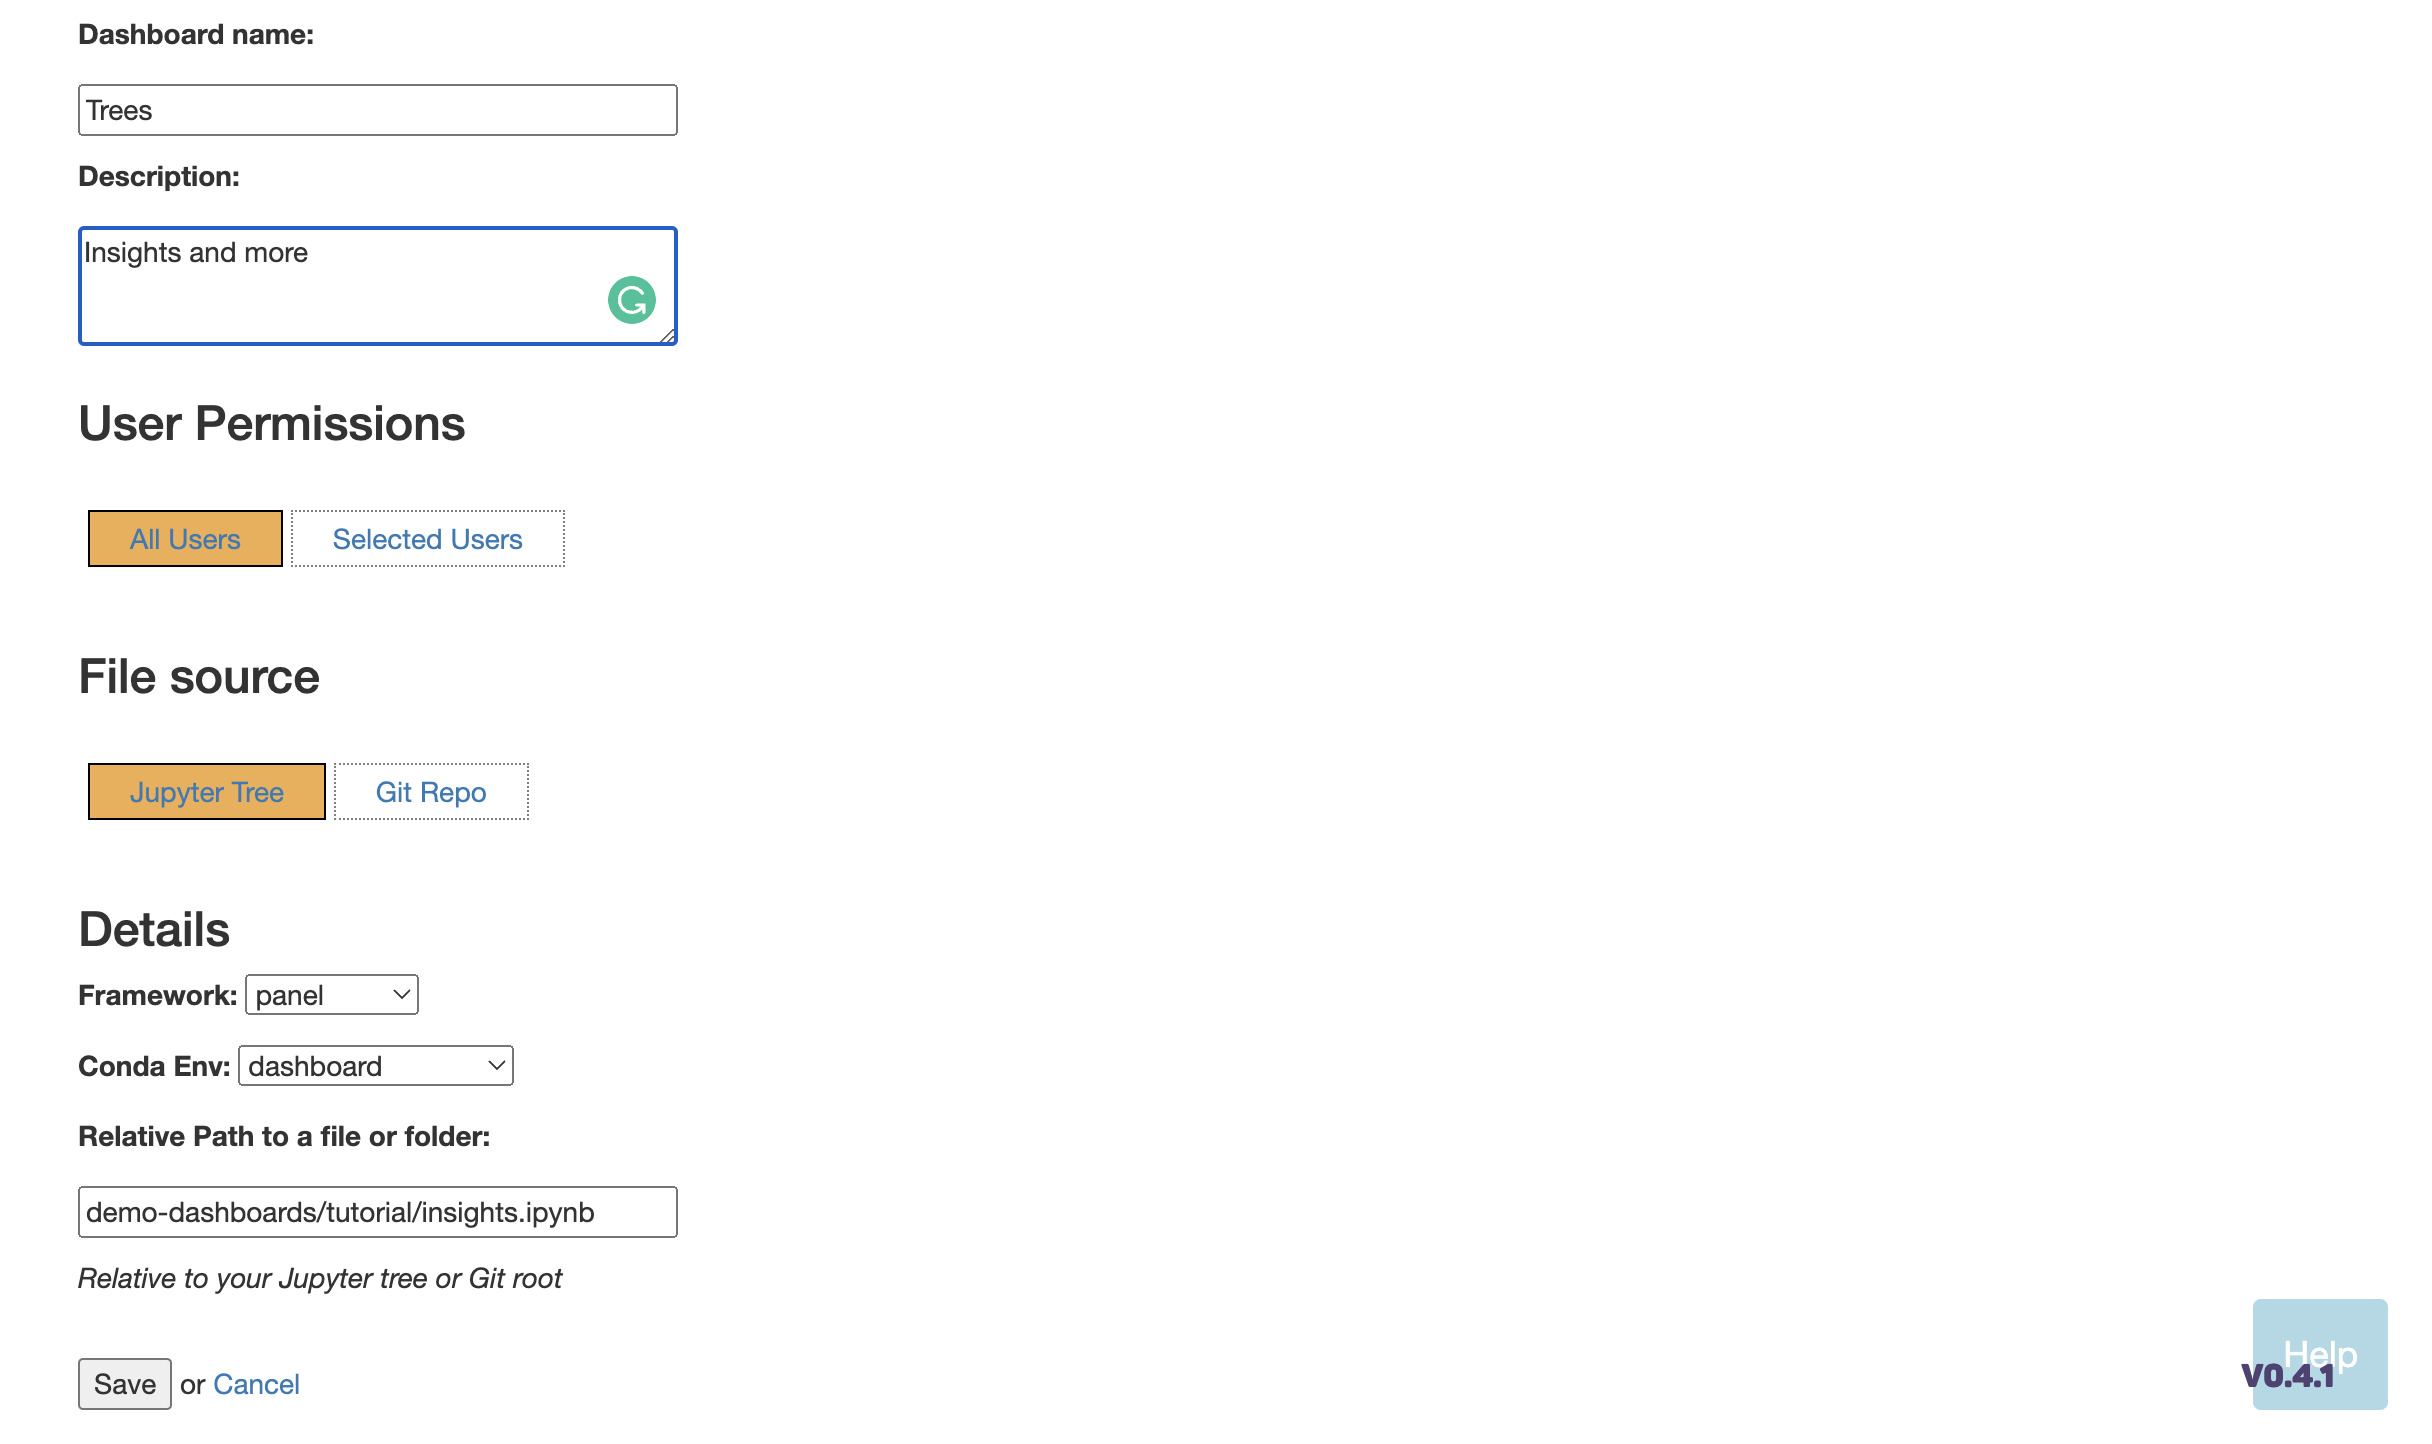 Dashboard name:
Trees
Description:
Insights and more
User Permissions
All Users Selected Users
File source
Jupyter Tree Git Repo
Details
Framework: panel
Conda Env: dashboard
Relative Path to a file or folder:
demo-dashboards/tutorial/insights.ipynb
Relative to your Jupyter tree or Git root
Save or Cancel
Help
V0.4.1